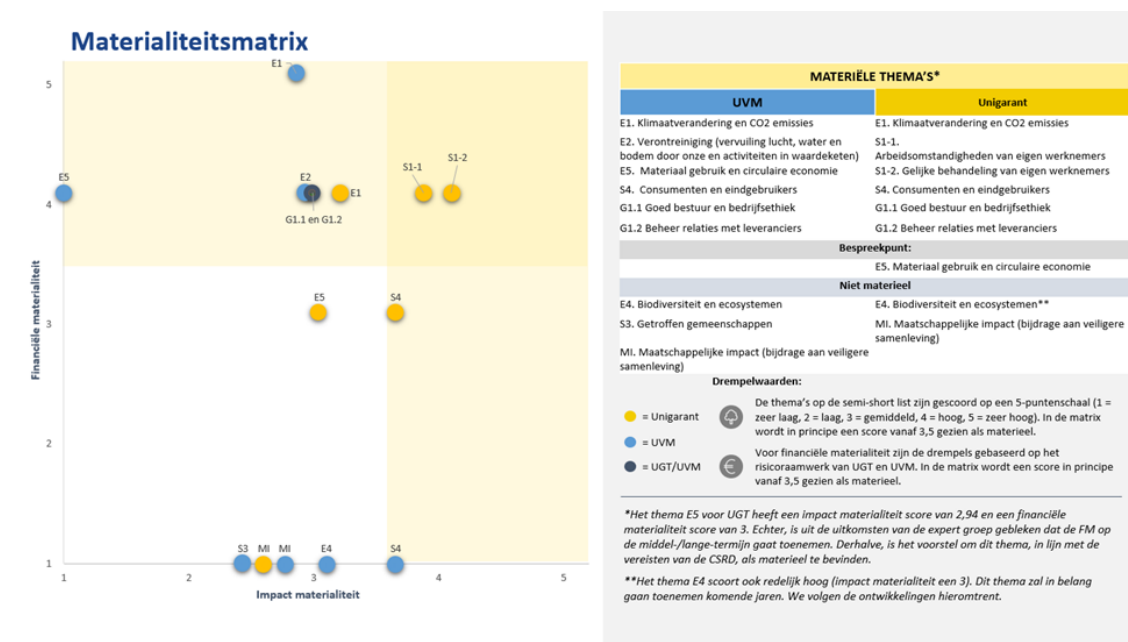 Materialiteitsmatrix
E1
5
E5
E2
E1
S1-1
S1-2
4
G1.1 en G1.2
E5
S4
3
2
S3
MI
MI
E4
S4
1
1
2
3
4
5
Financiële materialiteit
Impact materialiteit
MATERIËLE THEMA'S*
UVM
Unigarant
E1. Klimaatverandering en CO2 emissies
E1. Klimaatverandering en CO2 emissies
E2. Verontreiniging (vervuiling lucht, water en
bodem door onze en activiteiten in waardeketen)
S1-1.
Arbeidsomstandigheden van eigen werknemers
E5. Materiaal gebruik en circulaire economie
S1-2. Gelijke behandeling van eigen werknemers
S4. Consumenten en eindgebruikers
S4. Consumenten en eindgebruikers
G1.1 Goed bestuur en bedrijfsethiek
G1.1 Goed bestuur en bedrijfsethiek
G1.2 Beheer relaties met leveranciers
G1.2 Beheer relaties met leveranciers
Bespreekpunt:
E5. Materiaal gebruik en circulaire economie
Niet materieel
E4. Biodiversiteit en ecosystemen
E4. Biodiversiteit en ecosystemen**
S3. Getroffen gemeenschappen
MI. Maatschappelijke impact (bijdrage aan veiligere
samenleving)
MI. Maatschappelijke impact (bijdrage aan veiligere
samenleving)
Drempelwaarden:
= Unigarant
= UVM
= UGT/UVM
De thema's op de semi-short list zijn gescoord op een 5-puntenschaal (1 =
zeer laag, 2 = laag, 3 = gemiddeld, 4 = hoog, 5 = zeer hoog). In de matrix
wordt in principe een score vanaf 3,5 gezien als materieel.
€
Voor financiële materialiteit zijn de drempels gebaseerd op het
risicoraamwerk van UGT en UVM. In de matrix wordt een score in principe
vanaf 3,5 gezien als materieel.
*Het thema E5 voor UGT heeft een impact materialiteit score van 2,94 en een financiële
materialiteit score van 3. Echter, is uit de uitkomsten van de expert groep gebleken dat de FM op
de middel-/lange-termijn gaat toenemen. Derhalve, is het voorstel om dit thema, in lijn met de
vereisten van de CSRD, als materieel te bevinden.
**Het thema E4 scoort ook redelijk hoog (impact materialiteit een 3). Dit thema zal in belang
gaan toenemen komende jaren. We volgen de ontwikkelingen hieromtrent.